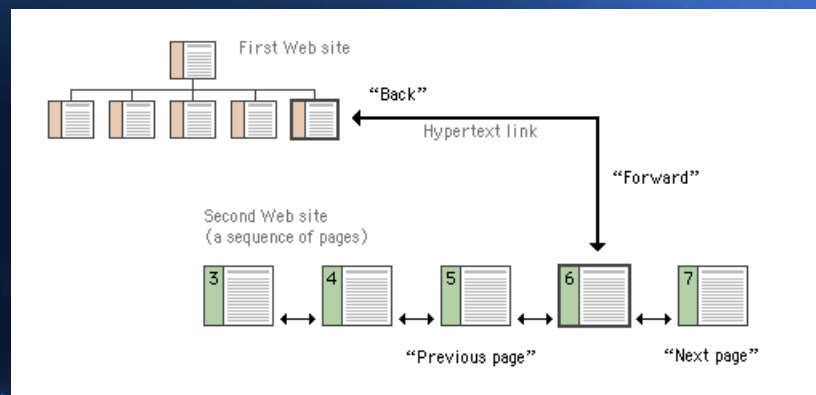 First Web site
“Back”
Hypertext link
“Forward”
Second Web site
(a sequence of pages)
3
4
5
6
7
“Previous page”
“Next page”